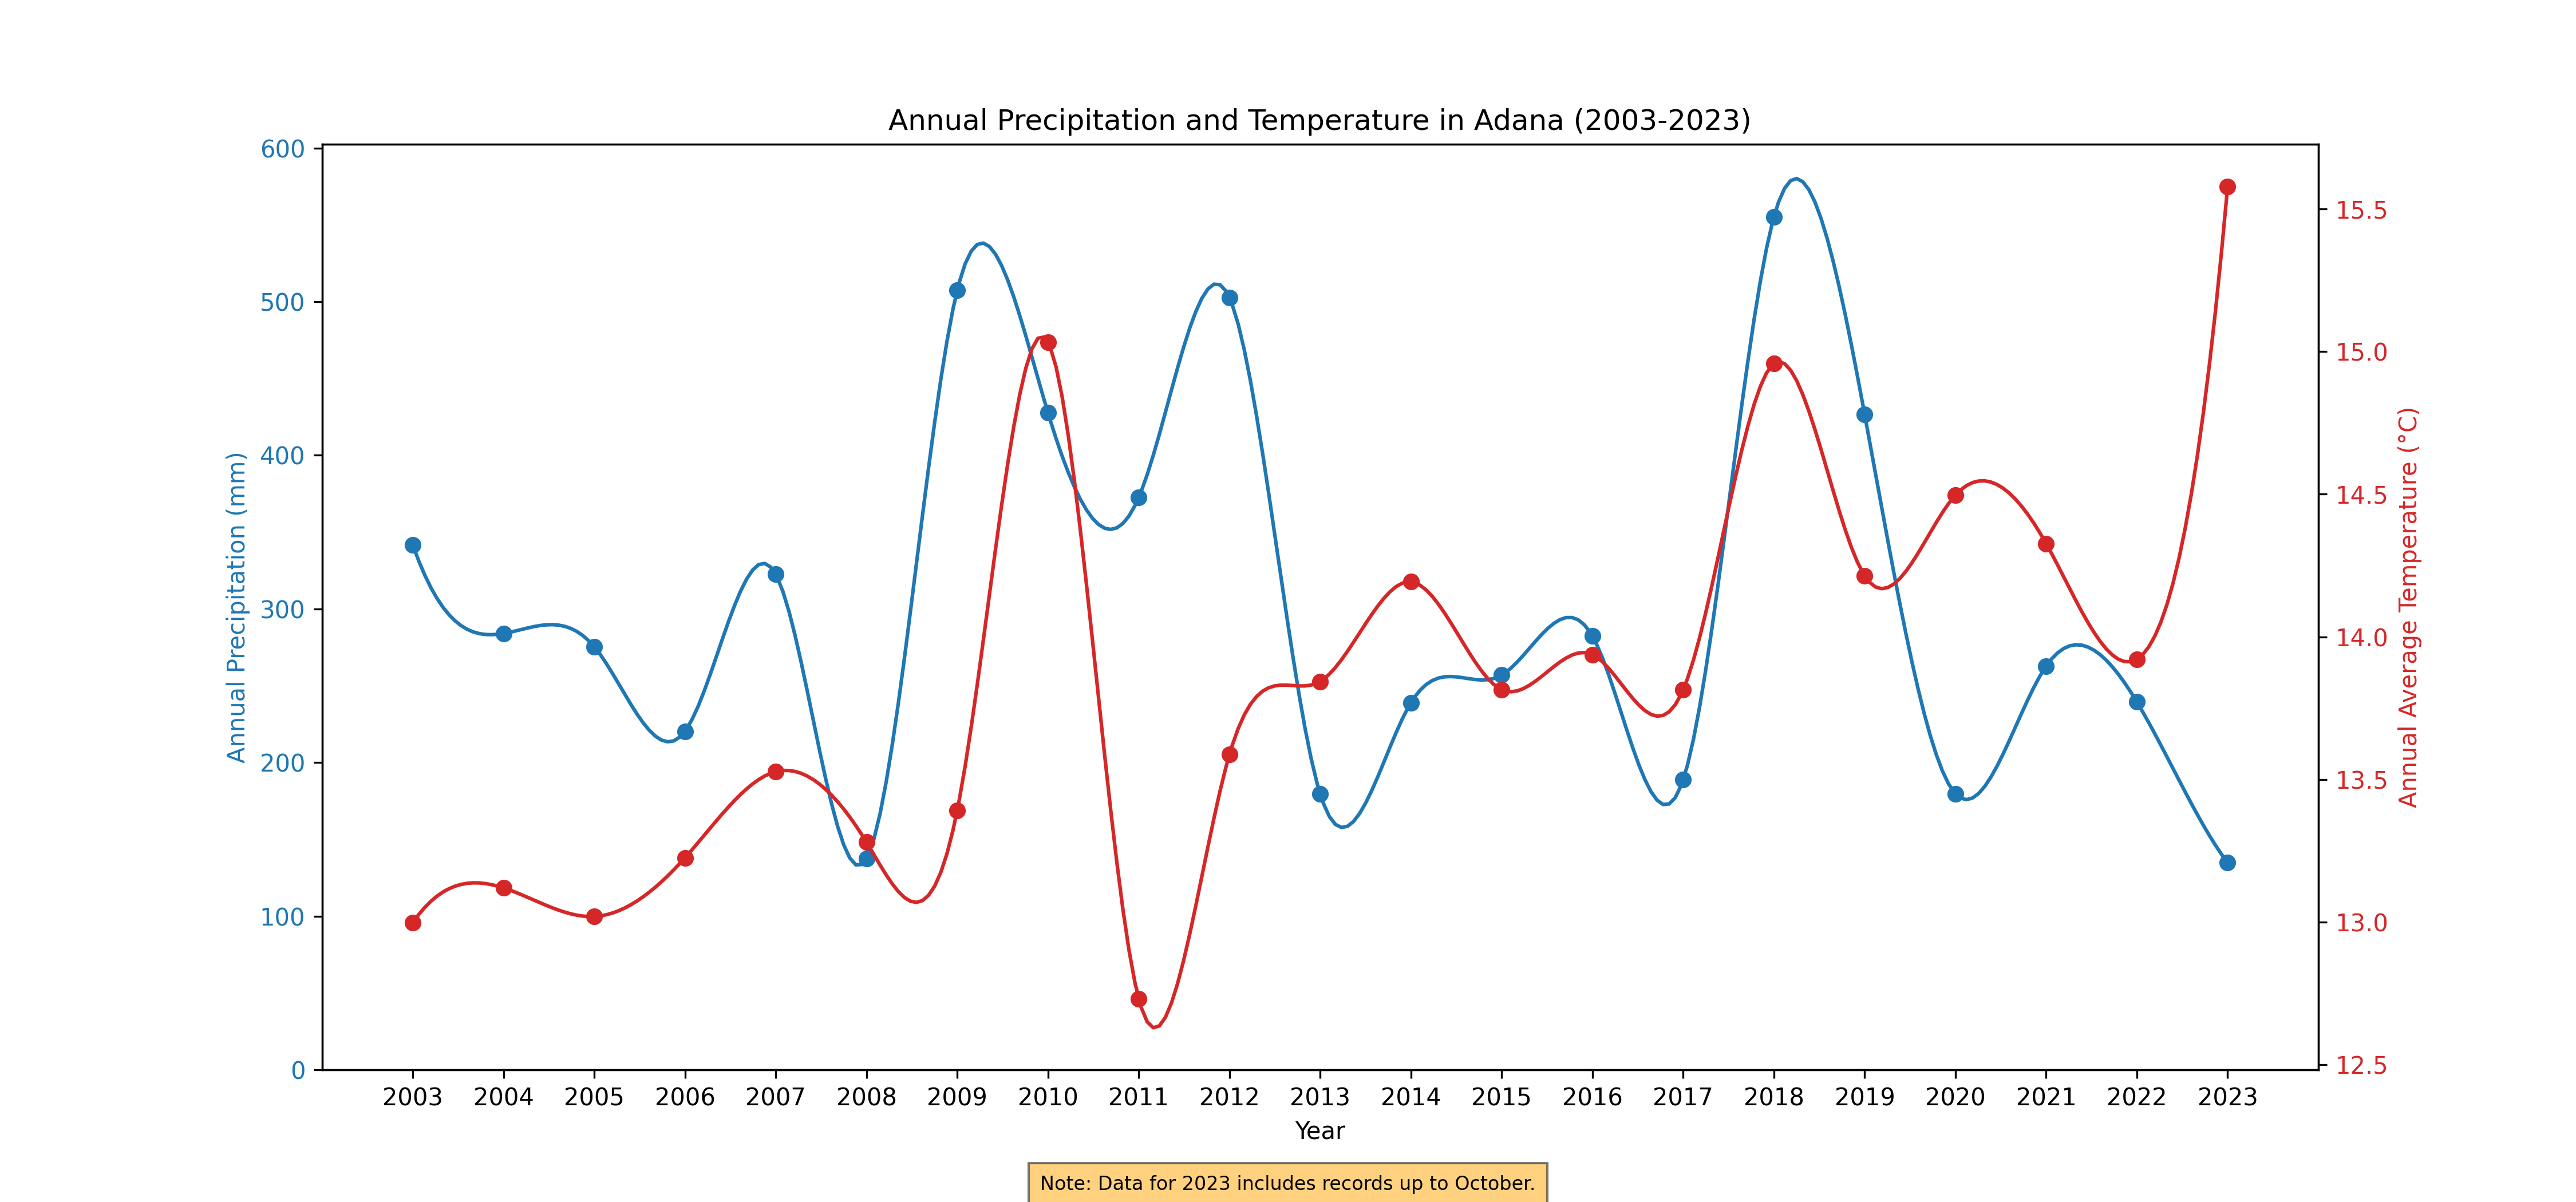 Annual Precipitation and Temperature in Adana (2003-2023)
600
500
400
300
200
100
0
Annual Precipitation (mm)
15.5
15.0
14.5
14.0
13.5
13.0
12.5
Annual Average Temperature (°C)
2003 2004 2005 2006 2007 2008 2009 2010 2011 2012 2013 2014 2015 2016 2017 2018 2019 2020 2021 2022 2023
Year
Note: Data for 2023 includes records up to October.